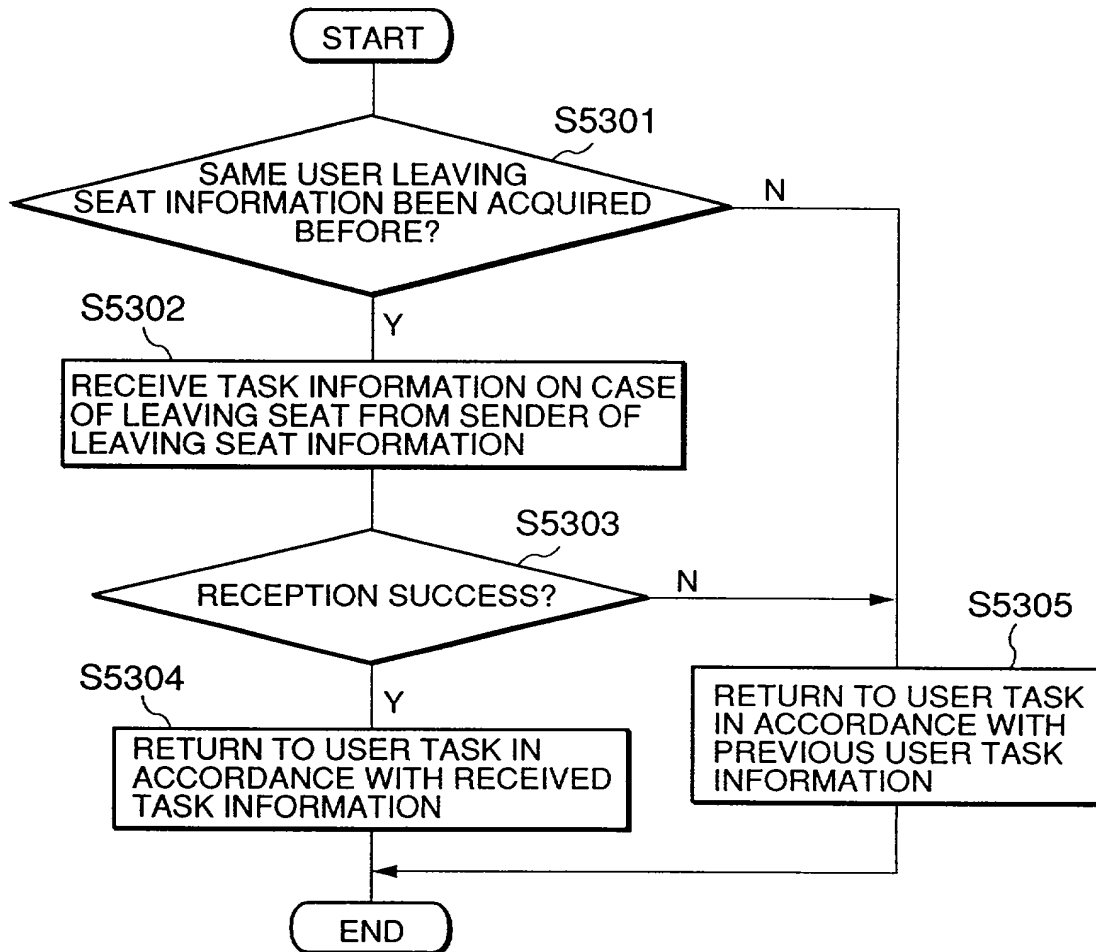 START
S5301
SAME USER LEAVING
SEAT INFORMATION BEEN ACQUIRED
BEFORE?
N
Y
S5302
RECEIVE TASK INFORMATION ON CASE
OF LEAVING SEAT FROM SENDER OF
LEAVING SEAT INFORMATION
S5303
RECEPTION SUCCESS?
N
Y
S5304
RETURN TO USER TASK IN
ACCORDANCE WITH RECEIVED
TASK INFORMATION
S5305
RETURN TO USER TASK
IN ACCORDANCE WITH
PREVIOUS USER TASK
INFORMATION
END